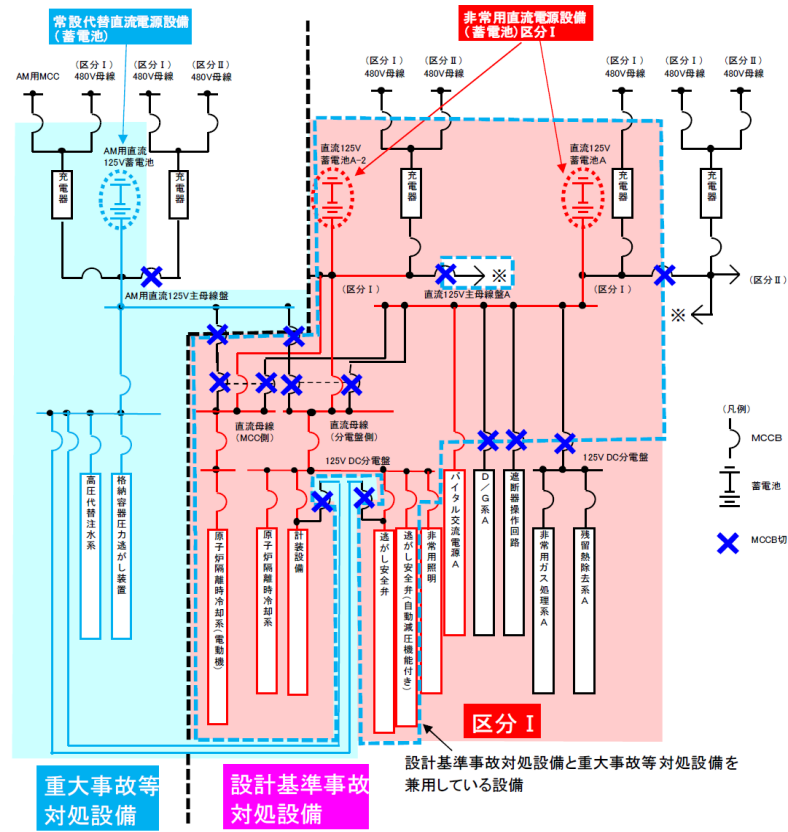 常設代替直流電源設備
(蓄電池)
非常用直流電源設備
(蓄電池)区分Ⅰ
AM用MCC
(区分Ⅰ)
480V母線
(区分Ⅰ)
480V母線
(区分Ⅱ)
480V母線
(区分Ⅰ)
480V母線
(区分Ⅱ)
480V母線
(区分Ⅰ)
480V母線
(区分Ⅰ)
480V母線
(区分Ⅱ)
480V母線
AM用直流
125V蓄電池
直流125V
蓄電池A-2
直流125V
蓄電池A
充電器
充電器
充電器
充電器
充電器
※
(区分Ⅱ)
AM用直流125V主母線盤
(区分Ⅰ)
直流125V主母線盤A
(区分Ⅰ)
※
直流母線
(MCC側)
直流母線
(分電盤側)
125V DC分電盤
125V DC分電盤
(凡例)
MCCB
蓄電池
MCCB切
高圧代替注水系
格納容器圧力逃がし装置
原子炉隔離時冷却系(電動機)
原子炉隔離時冷却系
計装設備
逃がし安全弁
逃がし安全弁(自動減圧機能付き)
非常用照明
バイタル交流電源A
D/G系A
遮断器操作回路
非常用ガス処理系A
残留熱除去系A
区分Ⅰ
設計基準事故対処設備と重大事故等対処設備を
兼用している設備
重大事故等
対処設備
設計基準事故
対処設備